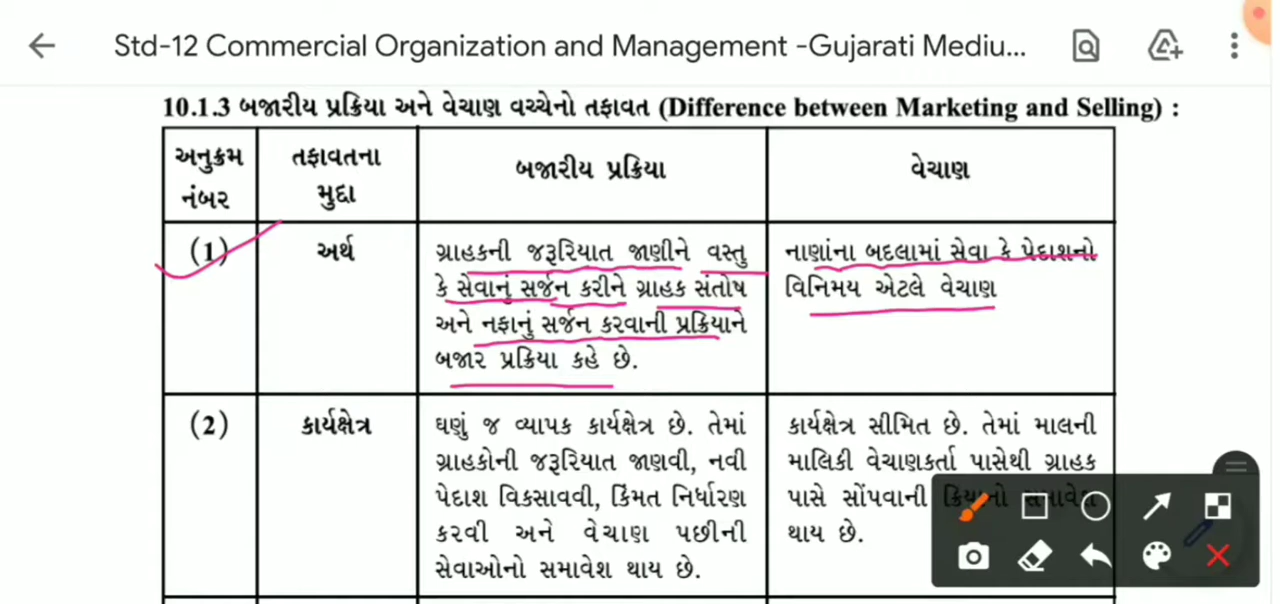 Std-12 Commercial Organization and Management -Gujarati Mediu...
10.1.3 બજારીય પ્રક્રિયા અને વેચાણ વચ્ચેનો તફાવત (Difference between Marketing and Selling) :
અનુક્રમ
નંબર
તફાવતના
મુદ્દા
બજારીય પ્રક્રિયા
વેચાણ
(1)
અર્થ
ગ્રાહકની જરૂરિયાત જાણીને વસ્તુ
કે સેવાનું સર્જન કરીને ગ્રાહક સંતોષ
અને નફાનું સર્જન કરવાની પ્રક્રિયાને
બજાર પ્રક્રિયા કહે છે.
નાણાંના બદલામાં સેવા કે પેદાશનો
વિનિમય એટલે વેચાણ
(2)
કાર્યક્ષેત્ર
ઘણું જ વ્યાપક કાર્યક્ષેત્ર છે. તેમાં
ગ્રાહકોની જરૂરિયાત જાણવી, નવી
પેદાશ વિકસાવવી, કિંમત નિર્ધારણ
કરવી અને વેચાણ પછીની
સેવાઓનો સમાવેશ થાય છે.
કાર્યક્ષેત્ર સીમિત છે. તેમાં માલની
માલિકી વેચાણકર્તા પાસેથી ગ્રાહક
પાસે સોંપવાની ક્રિયાનો સમાવેશ
થાય છે.